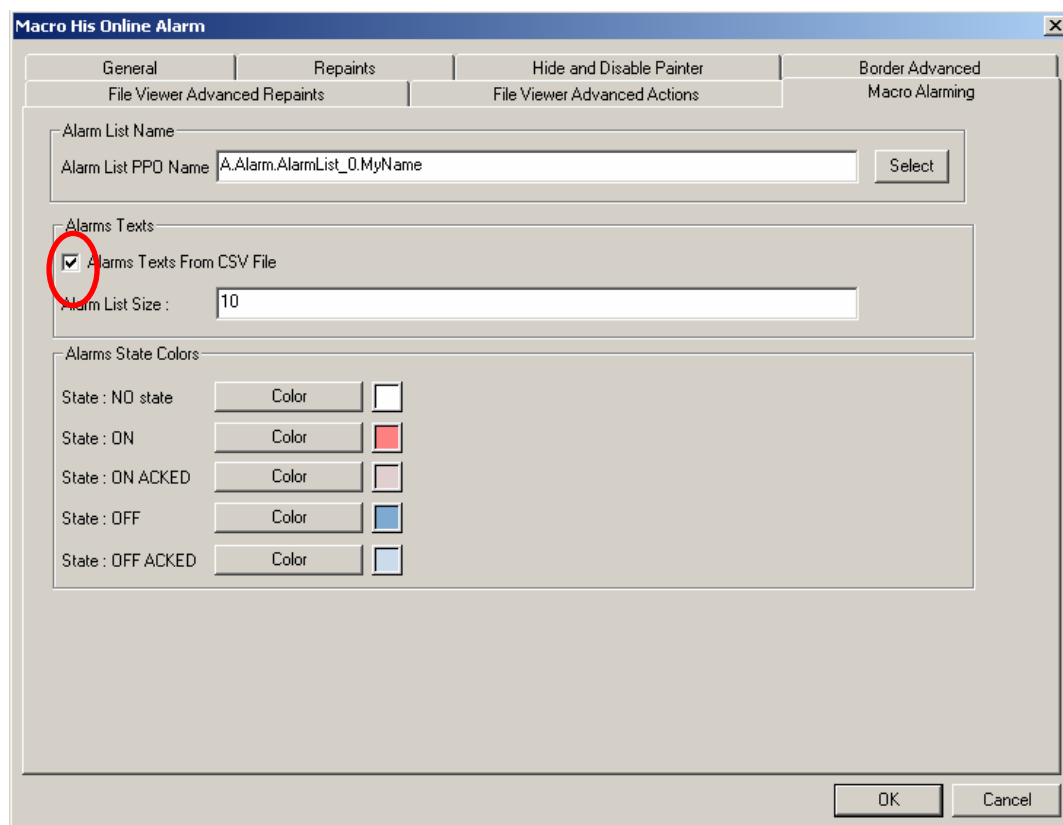 Macro His Online Alarm
General Repaints Hide and Disable Painter Border Advanced
File Viewer Advanced Repaints File Viewer Advanced Actions Macro Alarming
Alarm List Name
Alarm List PPO Name A.Alarm.AlarmList_0.MyName Select
Alarms Texts
Alarms Texts From CSV File
Alarm List Size : 10
Alarms State Colors
State : NO state Color
State : ON Color
State : ON ACKED Color
State : OFF Color
State : OFF ACKED Color
OK Cancel